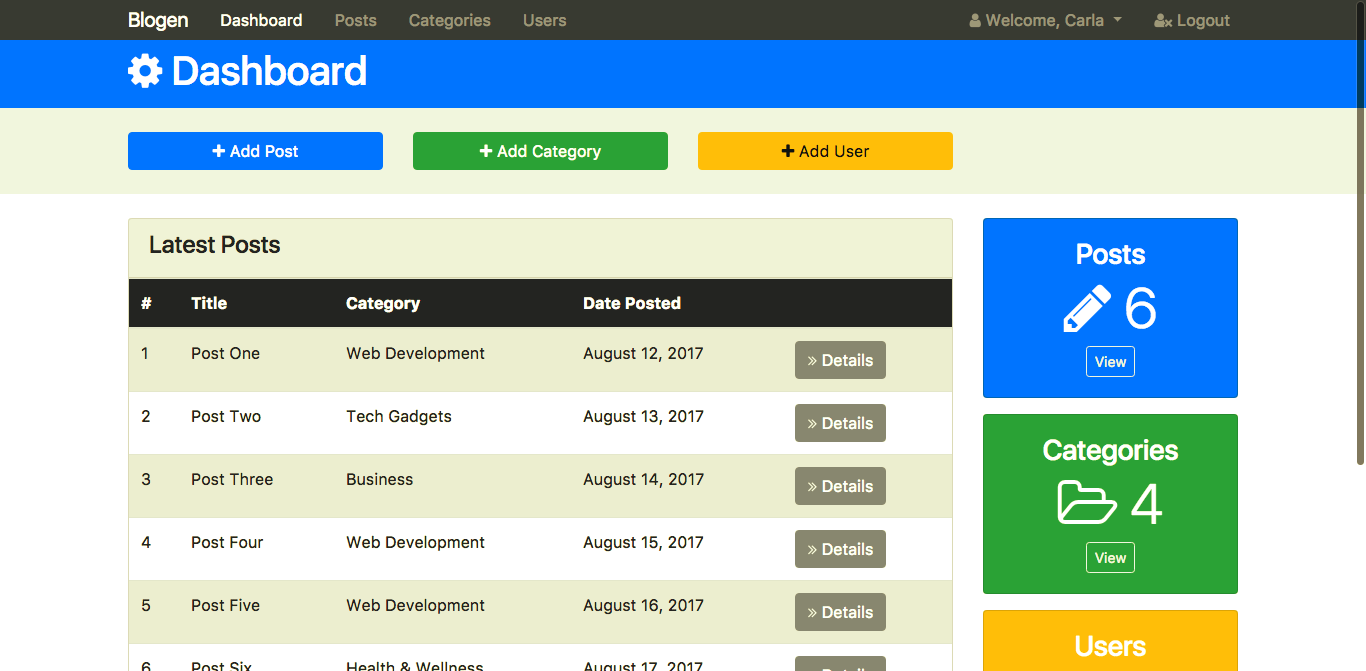 Blogen Dashboard Posts Categories Users Welcome, Carla Logout
Dashboard
+ Add Post + Add Category + Add User
Latest Posts
# Title Category Date Posted
1 Post One Web Development August 12, 2017 » Details
2 Post Two Tech Gadgets August 13, 2017 » Details
3 Post Three Business August 14, 2017 » Details
4 Post Four Web Development August 15, 2017 » Details
5 Post Five Web Development August 16, 2017 » Details
6 Post Six Health & Wellness August 17, 2017 » Details
Posts
6
View
Categories
4
View
Users